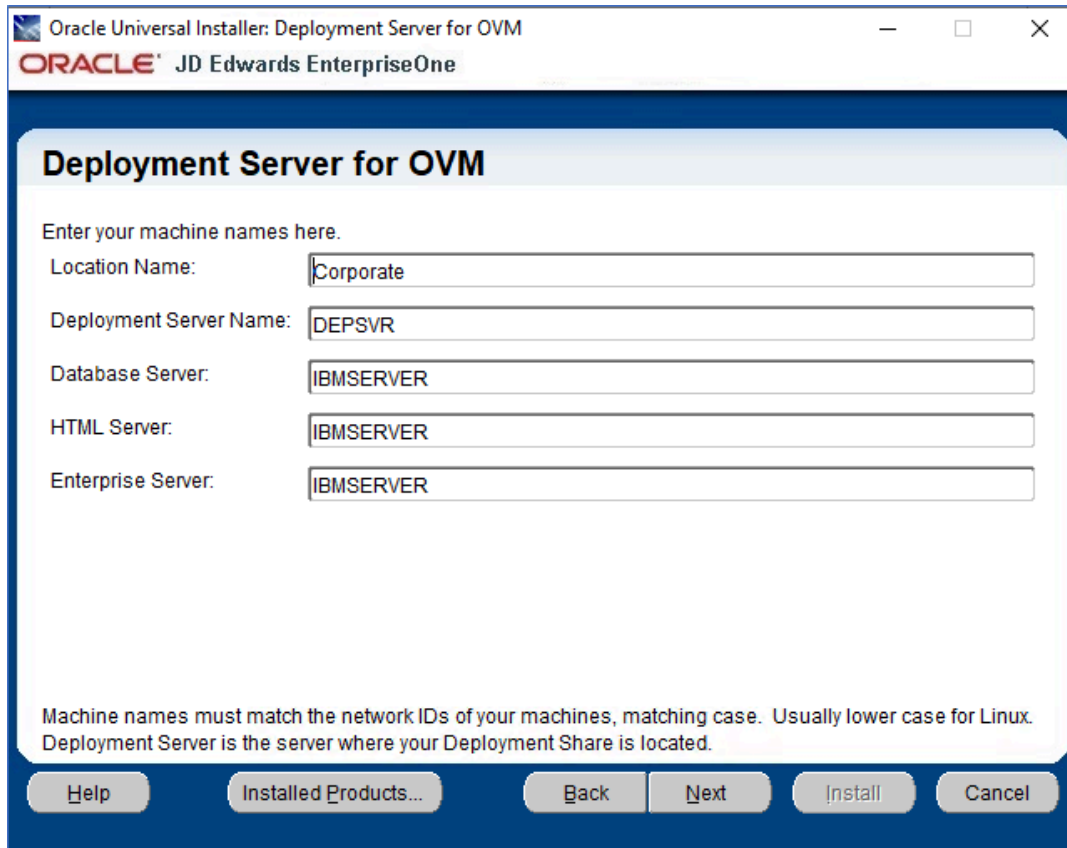 Oracle Universal Installer: Deployment Server for OVM
ORACLE JD Edwards EnterpriseOne
Deployment Server for OVM
Enter your machine names here.
Location Name: Corporate
Deployment Server Name: DEPSVR
Database Server: IBMSERVER
HTML Server: IBMSERVER
Enterprise Server: IBMSERVER
Machine names must match the network IDs of your machines, matching case.  Usually lower case for Linux.
Deployment Server is the server where your Deployment Share is located.
Help Installed Products... Back Next Install Cancel